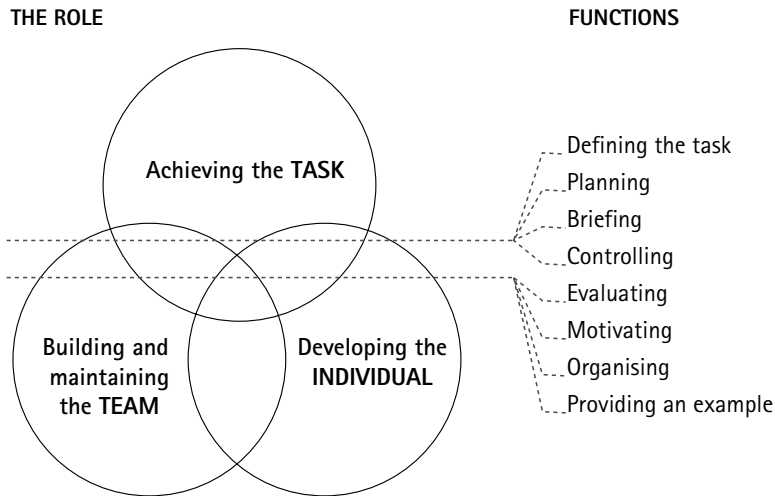 THE ROLE
FUNCTIONS
Achieving the TASK
Building and
maintaining
the TEAM
Developing the
INDIVIDUAL
Defining the task
Planning
Briefing
Controlling
Evaluating
Motivating
Organising
Providing an example